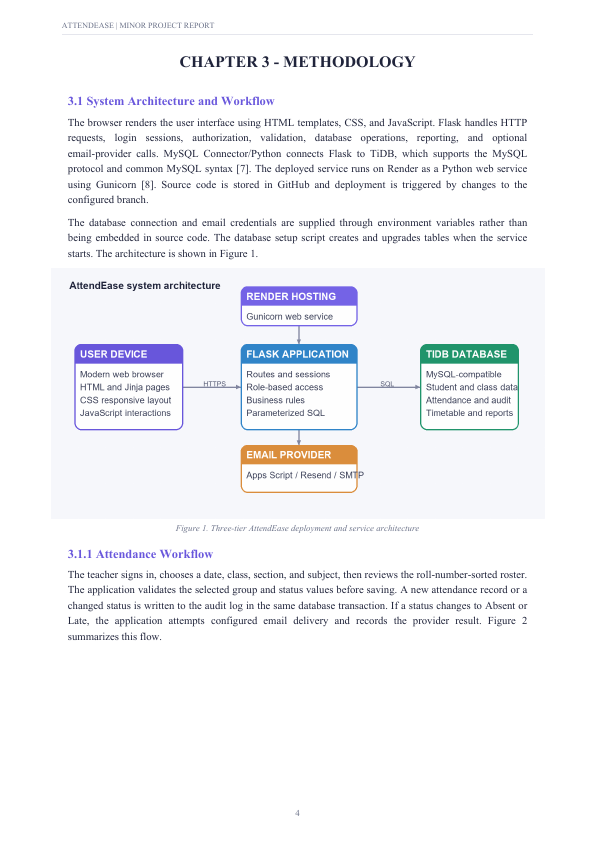 ATTENDEASE | MINOR PROJECT REPORT
CHAPTER 3 - METHODOLOGY
3.1 System Architecture and Workflow
The browser renders the user interface using HTML templates, CSS, and JavaScript. Flask handles HTTP
requests, login sessions, authorization, validation, database operations, reporting, and optional
email-provider calls. MySQL Connector/Python connects Flask to TiDB, which supports the MySQL
protocol and common MySQL syntax [7]. The deployed service runs on Render as a Python web service
using Gunicorn [8]. Source code is stored in GitHub and deployment is triggered by changes to the
configured branch.
The database connection and email credentials are supplied through environment variables rather than
being embedded in source code. The database setup script creates and upgrades tables when the service
starts. The architecture is shown in Figure 1.
AttendEase system architecture
RENDER HOSTING
Gunicorn web service
USER DEVICE
Modern web browser
HTML and Jinja pages
CSS responsive layout
JavaScript interactions
HTTPS
FLASK APPLICATION
Routes and sessions
Role-based access
Business rules
Parameterized SQL
SQL
TIDB DATABASE
MySQL-compatible
Student and class data
Attendance and audit
Timetable and reports
EMAIL PROVIDER
Apps Script / Resend / SMTP
Figure 1. Three-tier AttendEase deployment and service architecture
3.1.1 Attendance Workflow
The teacher signs in, chooses a date, class, section, and subject, then reviews the roll-number-sorted roster.
The application validates the selected group and status values before saving. A new attendance record or a
changed status is written to the audit log in the same database transaction. If a status changes to Absent or
Late, the application attempts configured email delivery and records the provider result. Figure 2
summarizes this flow.
4